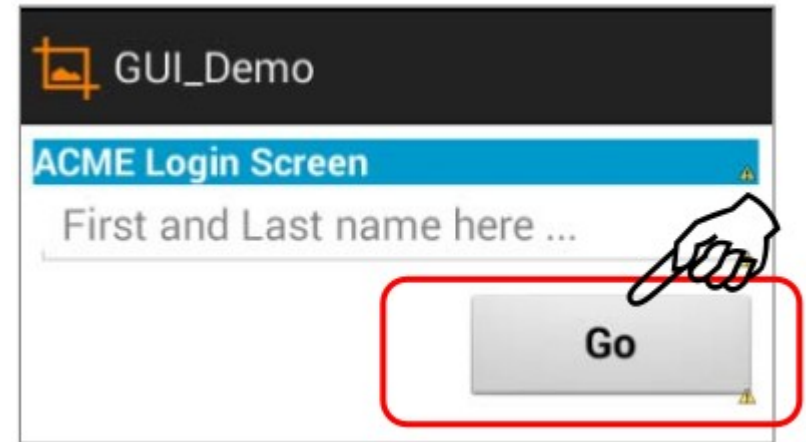 GUI_Demo
ACME Login Screen
First and Last name here ...
Go